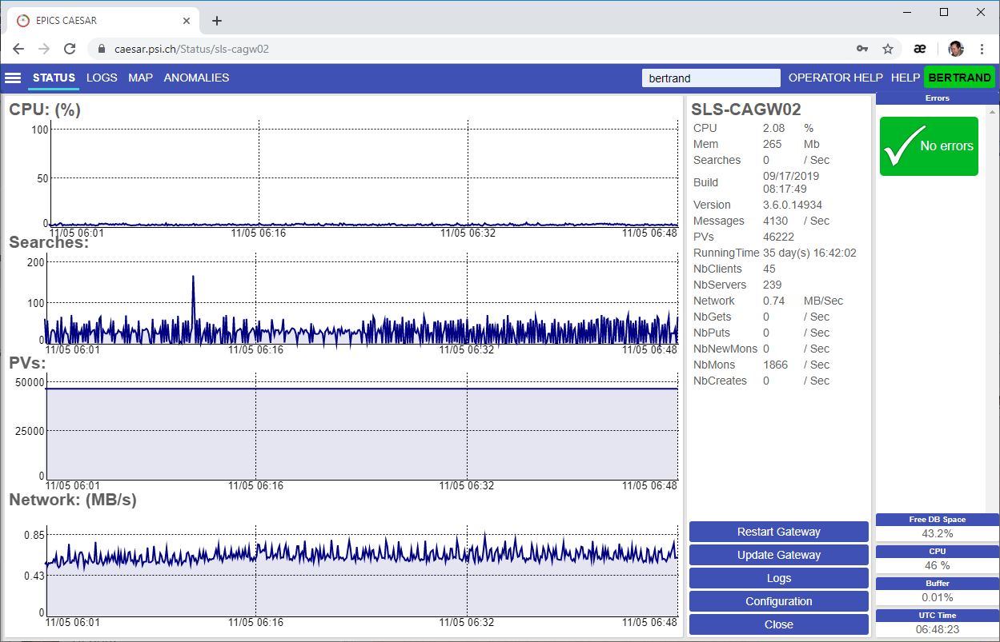 EPICS CAESAR
caesar.psi.ch/Status/sls-cagw02
æ
STATUS LOGS MAP ANOMALIES bertrand OPERATOR HELP HELP BERTRAND
CPU: (%)
100
50
0
11/05 06:01 11/05 06:16 11/05 06:32 11/05 06:48
Searches:
200
100
0
11/05 06:01 11/05 06:16 11/05 06:32 11/05 06:48
PVs:
50000
25000
0
11/05 06:01 11/05 06:16 11/05 06:32 11/05 06:48
Network: (MB/s)
0.85
0.43
0
11/05 06:01 11/05 06:16 11/05 06:32 11/05 06:48
SLS-CAGW02
CPU 2.08 %
Mem 265 Mb
Searches 0 / Sec
Build 09/17/2019
08:17:49
Version 3.6.0.14934
Messages 4130 / Sec
PVs 46222
RunningTime 35 day(s) 16:42:02
NbClients 45
NbServers 239
Network 0.74 MB/Sec
NbGets 0 / Sec
NbPuts 0 / Sec
NbNewMons 0 / Sec
NbMons 1866 / Sec
NbCreates 0 / Sec
Restart Gateway
Update Gateway
Logs
Configuration
Close
Errors
No errors
Free DB Space
43.2%
CPU
46 %
Buffer
0.01%
UTC Time
06:48:23